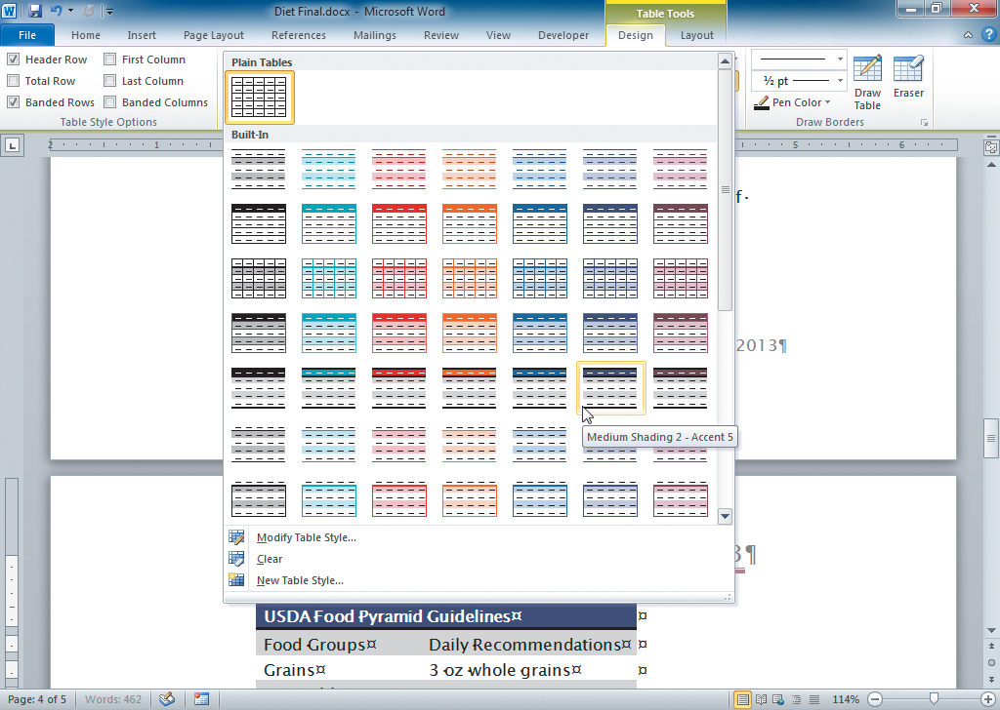 Diet Final.docx - Microsoft Word
Table Tools
File Home Insert Page Layout References Mailings Review View Developer Design Layout
Header Row First Column
Total Row Last Column
Banded Rows Banded Columns
Table Style Options
Plain Tables
Built-In
½ pt
Pen Color
Draw Table
Eraser
Draw Borders
2 1 5 6
f·
2013¶
Medium Shading 2 - Accent 5
Modify Table Style...
Clear
New Table Style...
3¶
USDA·Food·Pyramid·Guidelines¤ ¤
Food·Groups¤ Daily·Recommendations¤ ¤
Grains¤ 3·oz·whole·grains¤ ¤
Page: 4 of 5 Words: 462 114%